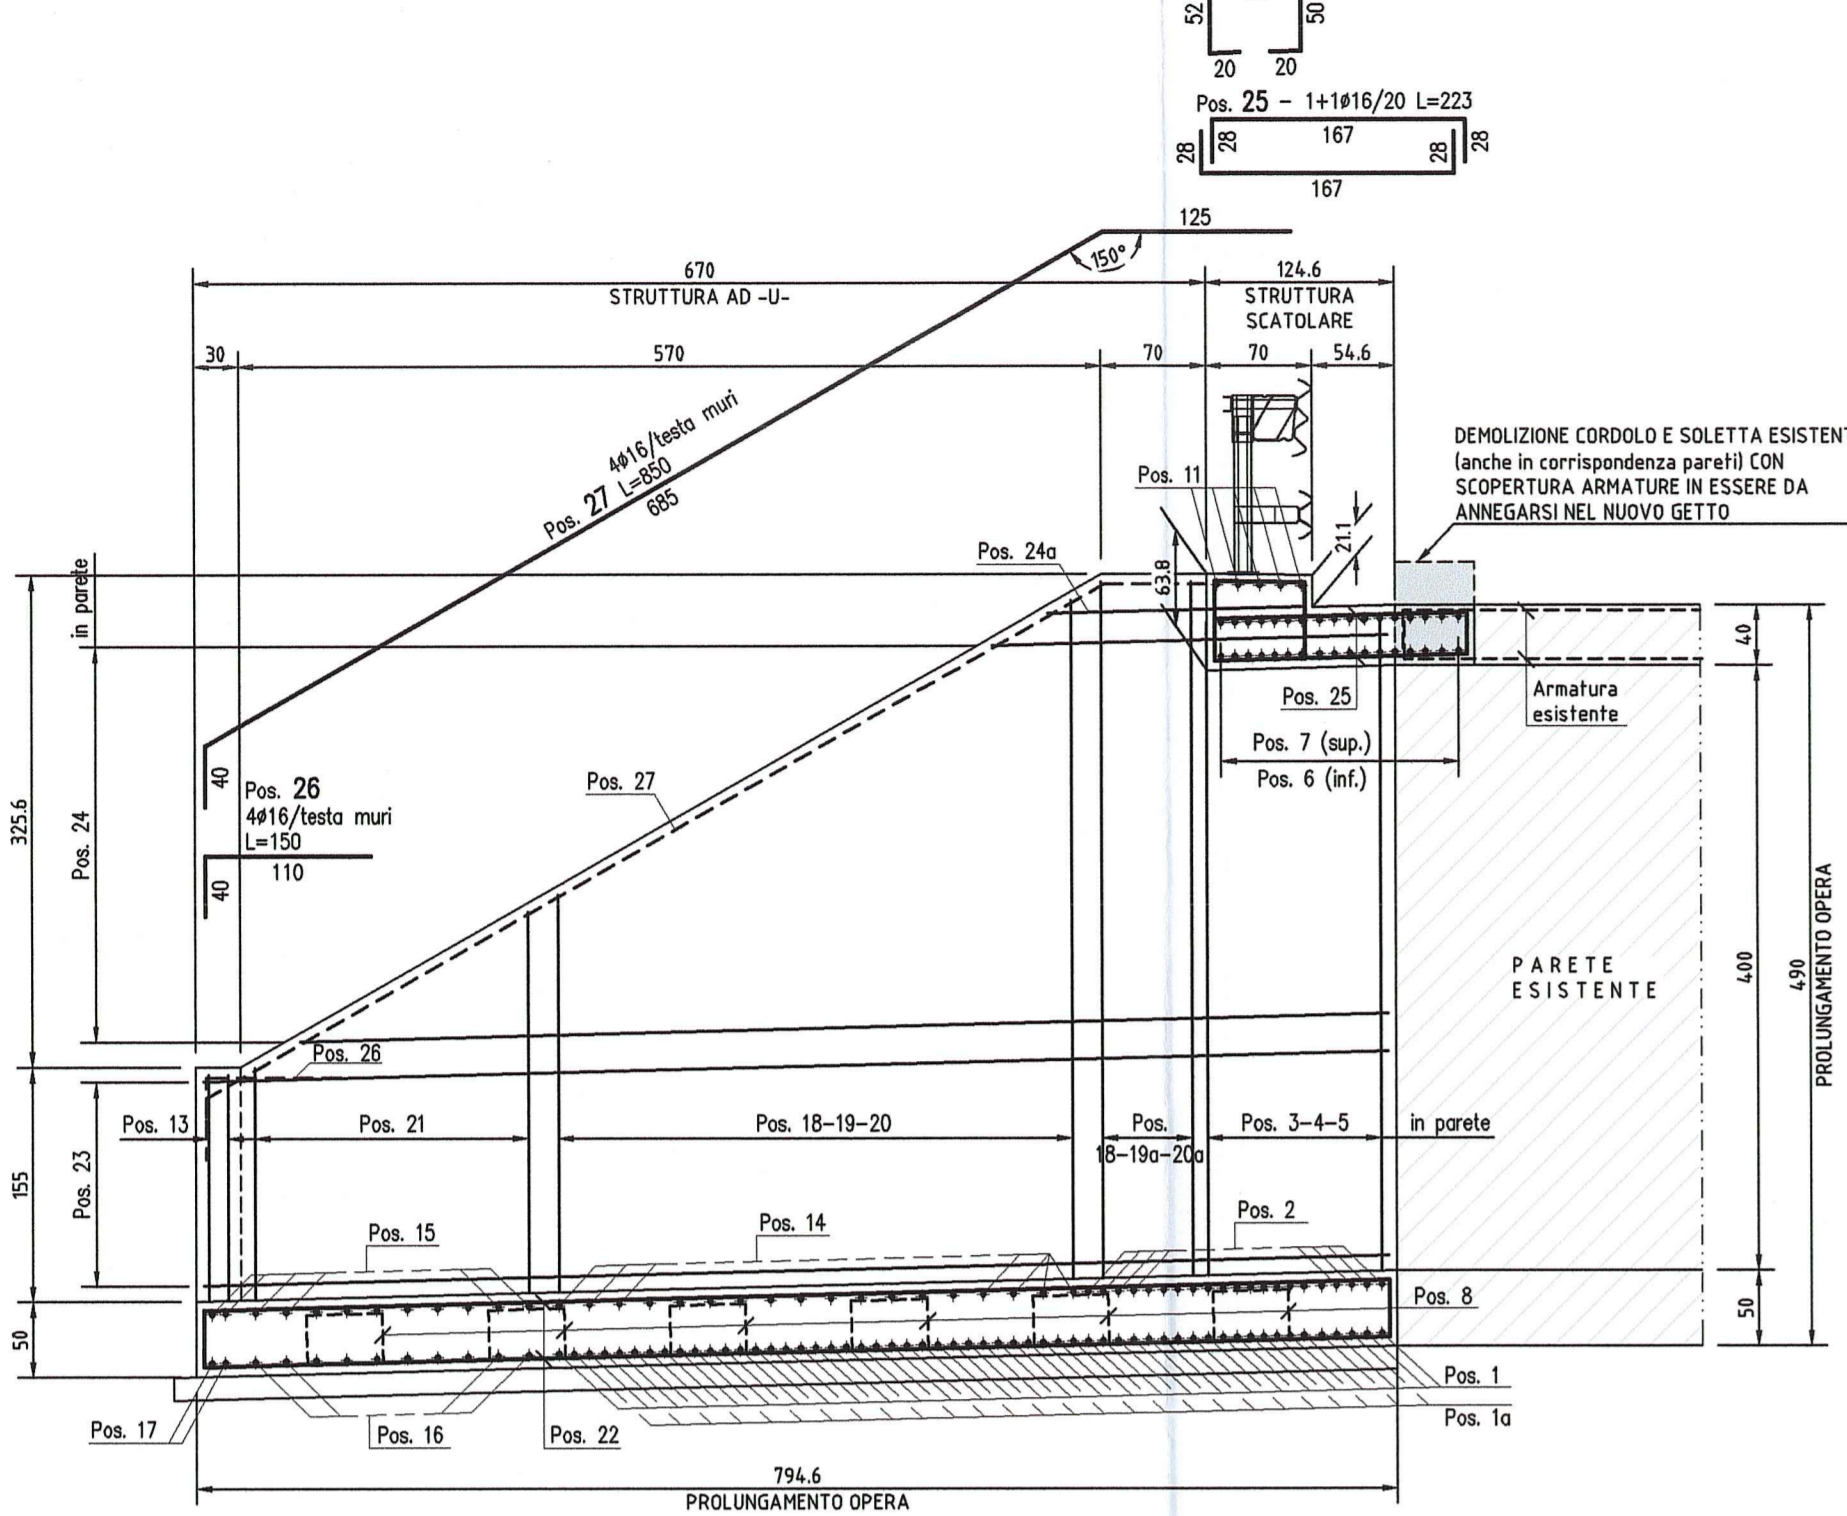 52
50
20
20
Pos. 25 - 1+1ø16/20 L=223
28
28
167
28
28
167
125
150°
670
STRUTTURA AD -U-
124.6
STRUTTURA
SCATOLARE
30
570
70
70
54.6
4ø16/testa muri
Pos. 27 L=850
685
DEMOLIZIONE CORDOLO E SOLETTA ESISTENT
(anche in corrispondenza pareti) CON
SCOPERTURA ARMATURE IN ESSERE DA
ANNEGARSI NEL NUOVO GETTO
Pos. 11
21.1
Pos. 24a
63.8
in parete
40
Armatura
esistente
Pos. 25
Pos. 7 (sup.)
Pos. 6 (inf.)
40
Pos. 26
4ø16/testa muri
L=150
110
40
Pos. 27
325.6
Pos. 24
PARETE
ESISTENTE
400
490
PROLUNGAMENTO OPERA
Pos. 26
Pos. 13
Pos. 21
Pos. 18-19-20
Pos.
18-19a-20a
Pos. 3-4-5
in parete
155
Pos. 23
Pos. 15
Pos. 14
Pos. 2
50
Pos. 8
50
Pos. 1
Pos. 1a
Pos. 17
Pos. 16
Pos. 22
794.6
PROLUNGAMENTO OPERA